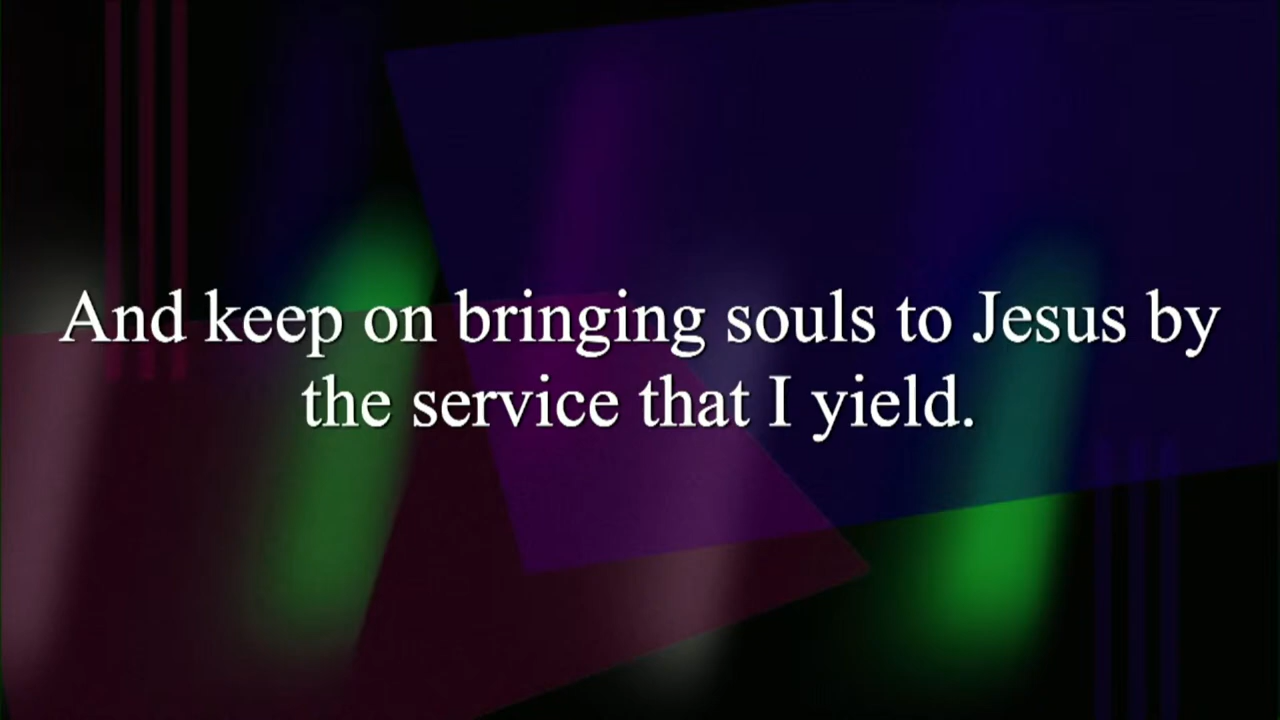 And keep on bringing souls to Jesus by
the service that I yield.